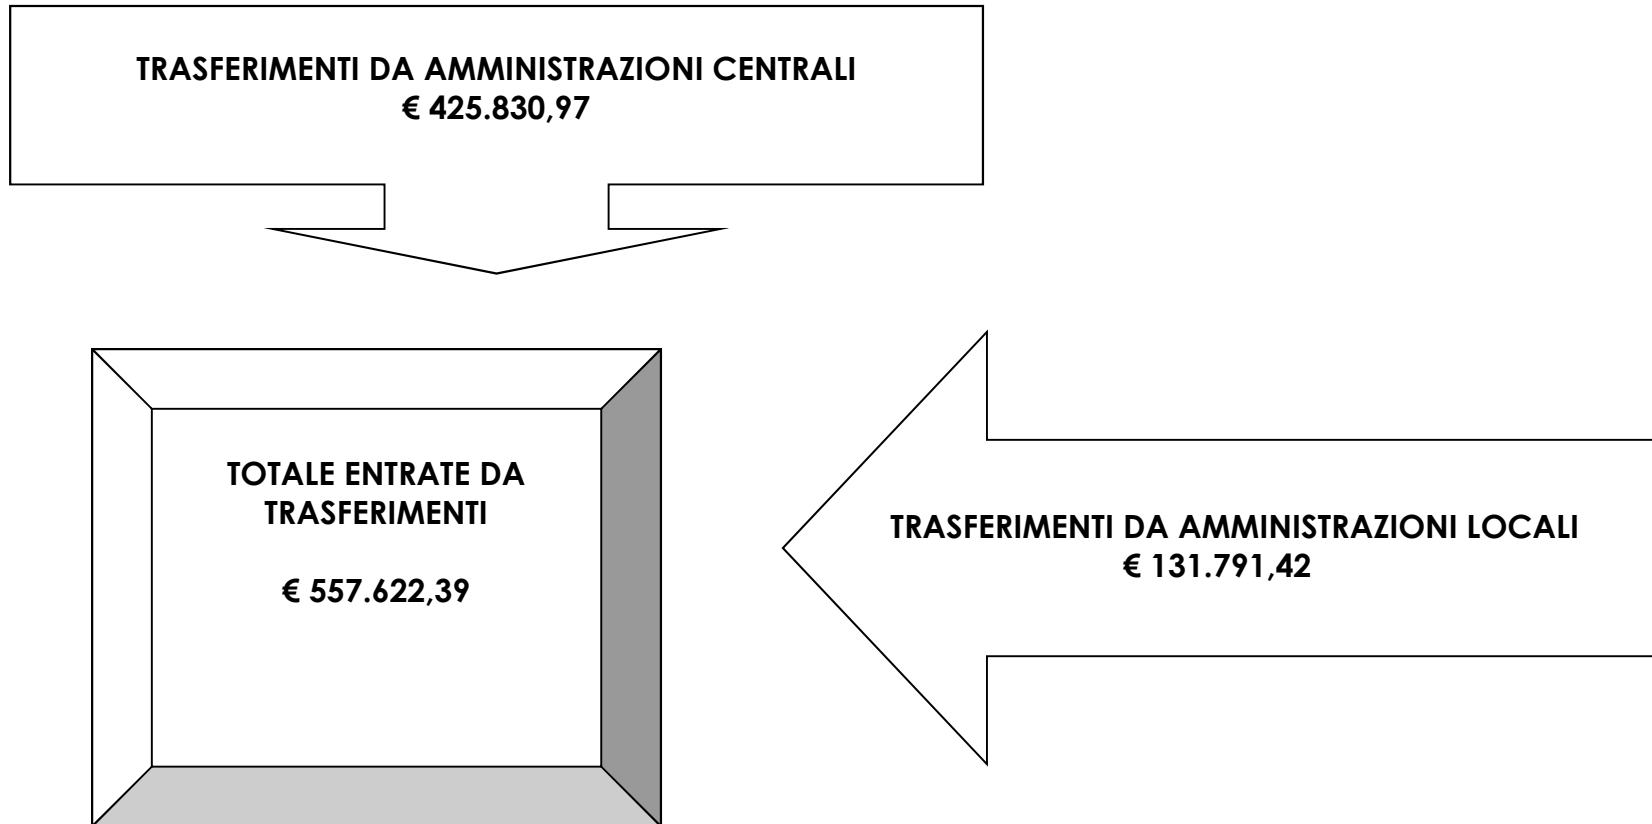 TRASFERIMENTI DA AMMINISTRAZIONI CENTRALI
€ 425.830,97
TOTALE ENTRATE DA
TRASFERIMENTI
€ 557.622,39
TRASFERIMENTI DA AMMINISTRAZIONI LOCALI
€ 131.791,42